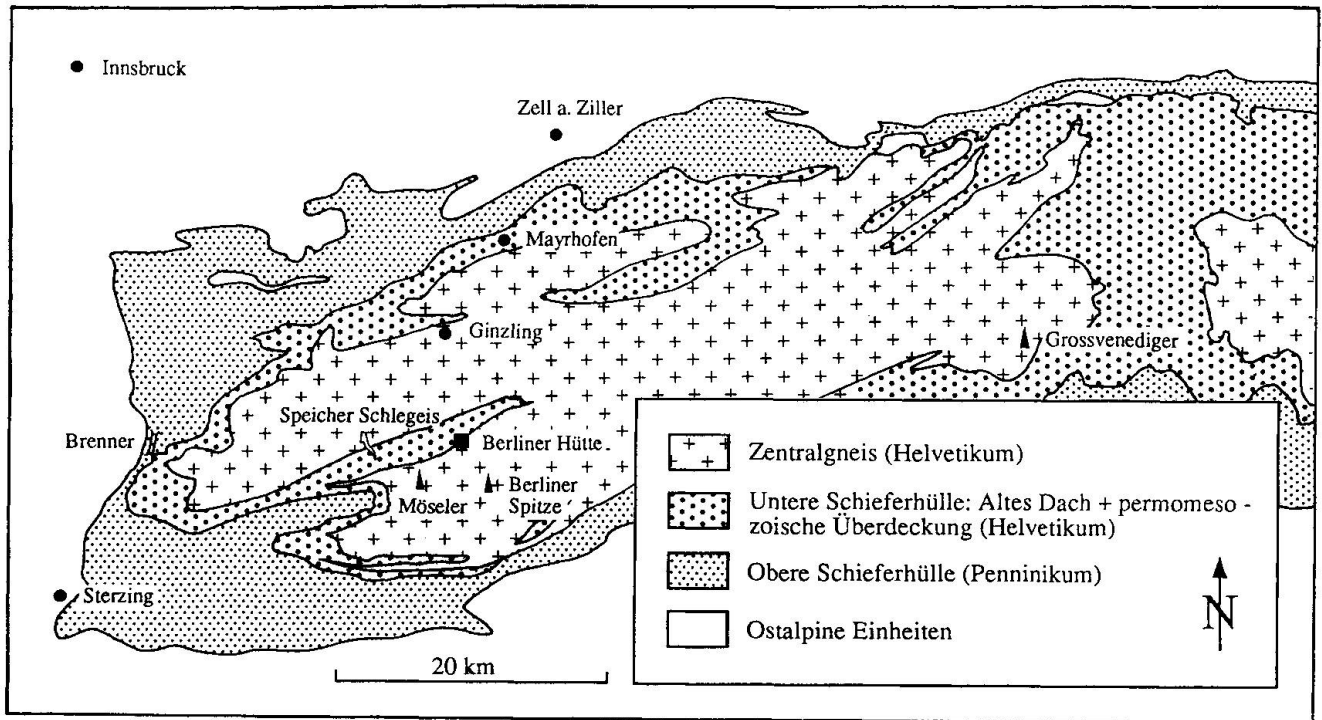 Innsbruck
Zell a. Ziller
Mayrhofen
Ginzling
Grossvenediger
Speicher Schlegeis
Brenner
Berliner Hütte
Möseler
Berliner
Spitze
Sterzing
20 km
Zentralgneis (Helvetikum)
Untere Schieferhülle: Altes Dach + permomeso -
zoische Überdeckung (Helvetikum)
Obere Schieferhülle (Penninikum)
Ostalpine Einheiten
N